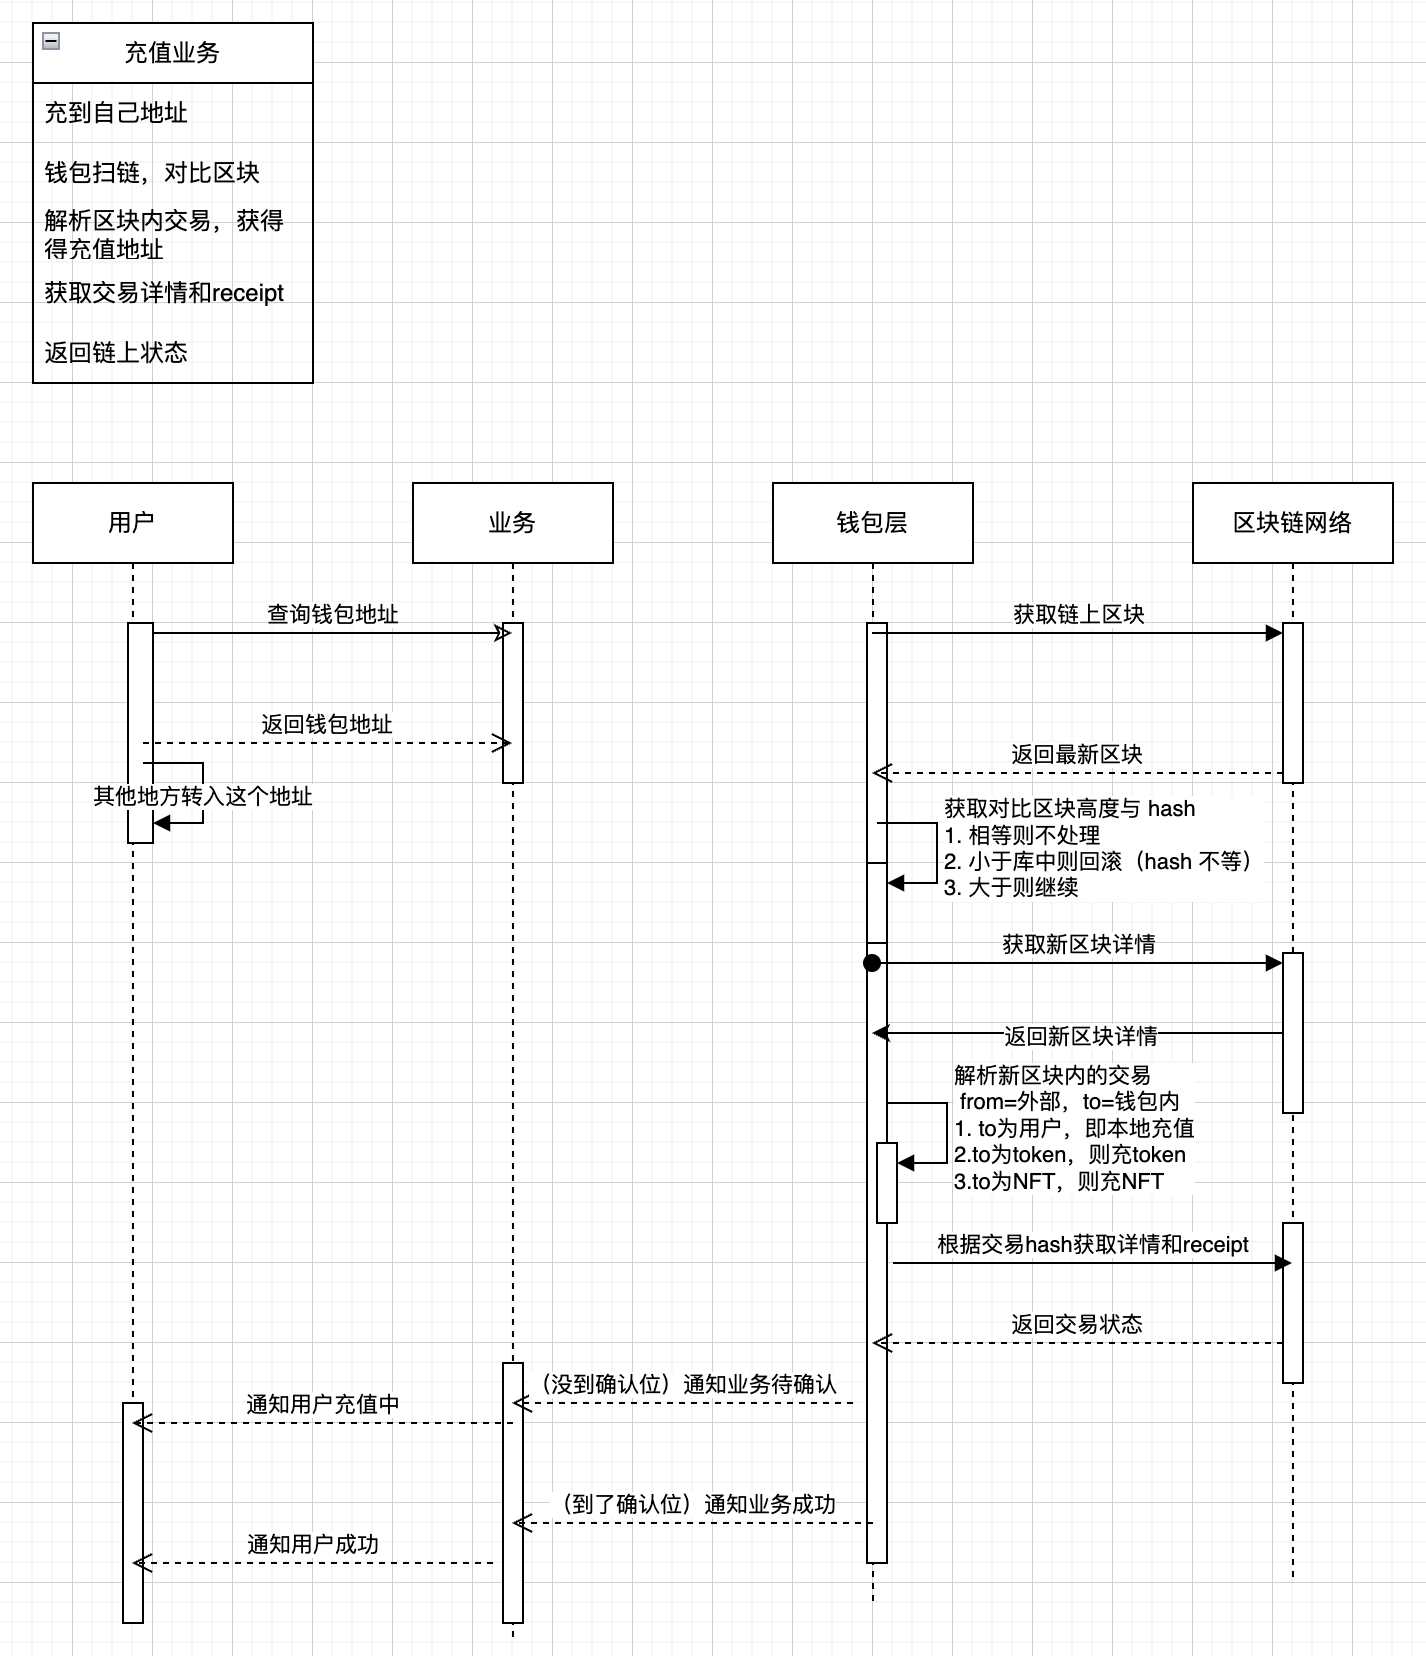 充值业务
充到自己地址
钱包扫链，对比区块
解析区块内交易，获得
得充值地址
获取交易详情和receipt
返回链上状态
用户
业务
钱包层
区块链网络
查询钱包地址
获取链上区块
返回钱包地址
返回最新区块
其他地方转入这个地址
获取对比区块高度与 hash
1. 相等则不处理
2. 小于库中则回滚（hash 不等）
3. 大于则继续
获取新区块详情
返回新区块详情
解析新区块内的交易
from=外部，to=钱包内
1. to为用户，即本地充值
2.to为token，则充token
3.to为NFT，则充NFT
根据交易hash获取详情和receipt
返回交易状态
（没到确认位）通知业务待确认
通知用户充值中
（到了确认位）通知业务成功
通知用户成功